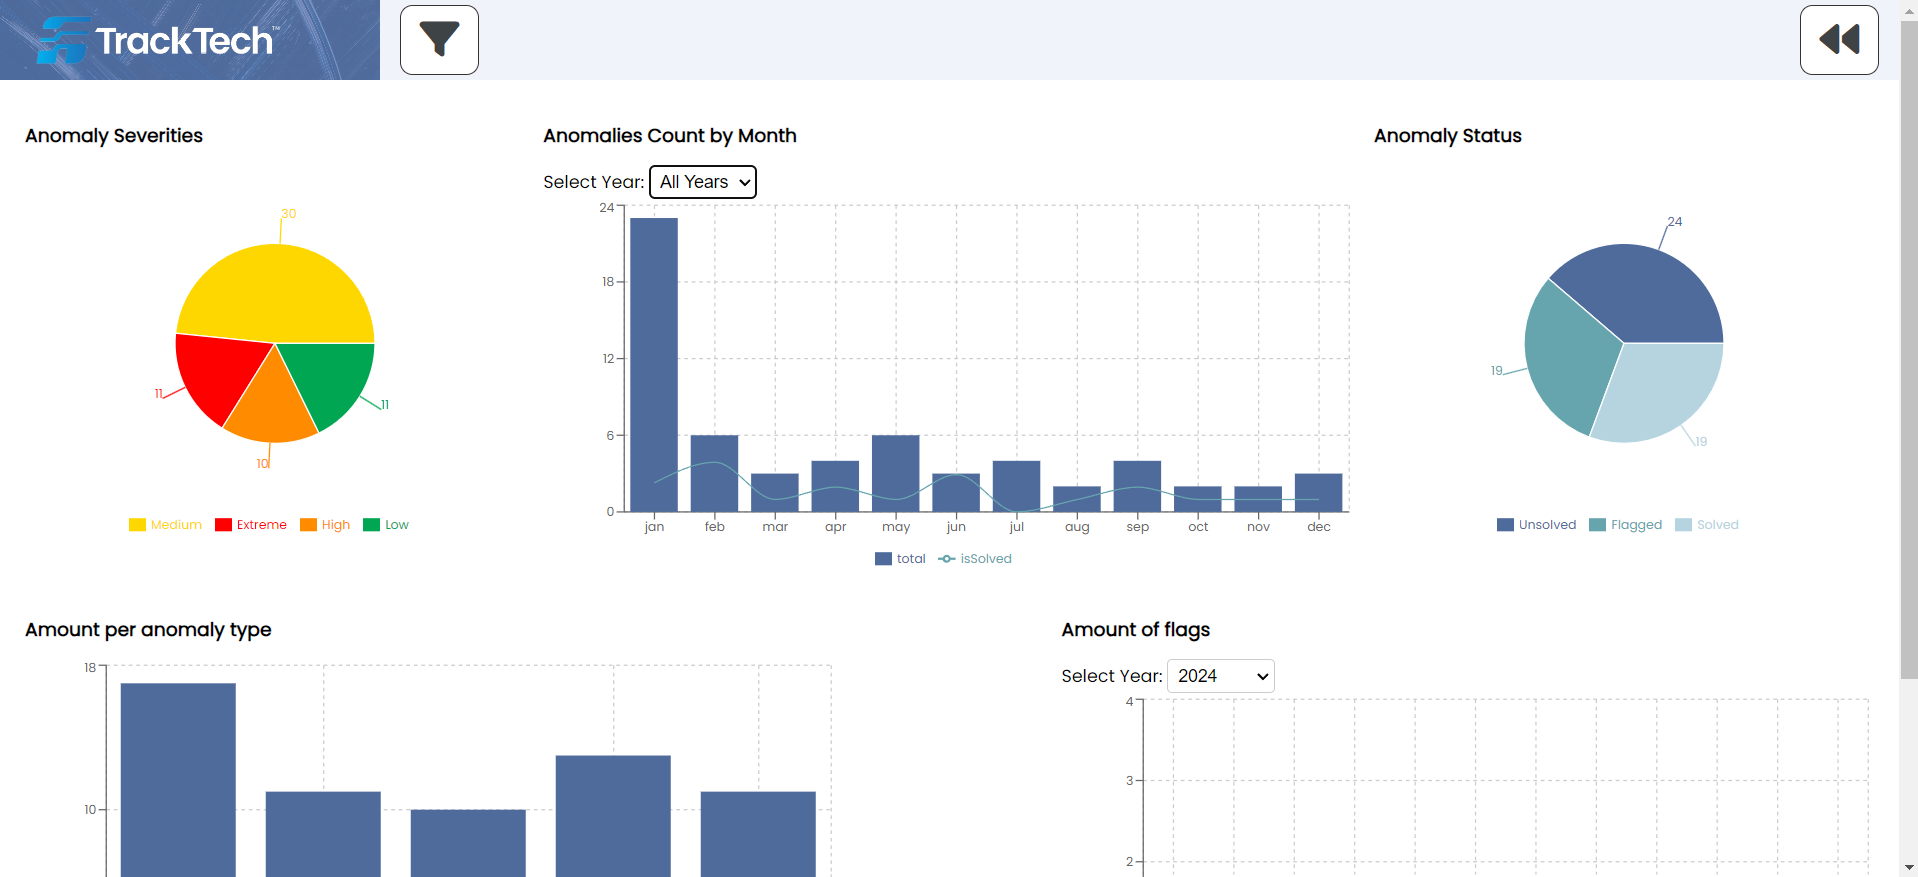 TrackTech™
Anomaly Severities
30
11
11
10
Medium Extreme High Low
Anomalies Count by Month
Select Year: All Years
24
18
12
6
0
jan feb mar apr may jun jul aug sep oct nov dec
total isSolved
Anomaly Status
24
19
19
Unsolved Flagged Solved
Amount per anomaly type
18
10
Amount of flags
Select Year: 2024
4
3
2